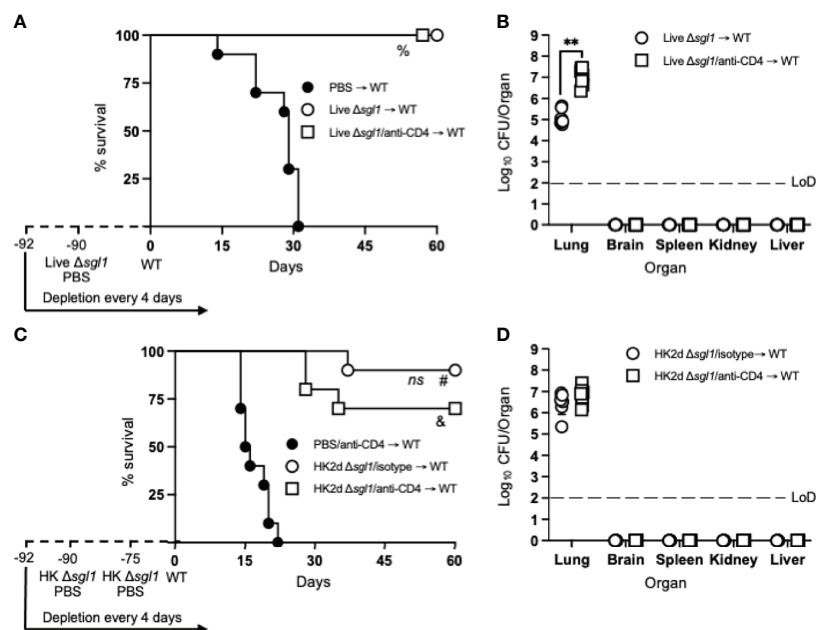 A
100
75
50
25
% survival
%
PBS → WT
Live Δsgl1 → WT
Live Δsgl1/anti-CD4 → WT
-92
-90
0
15
30
45
60
Live Δsgl1
PBS
WT
Days
Depletion every 4 days
B
9
8
7
6
5
4
3
2
1
0
Log10 CFU/Organ
**
Live Δsgl1 → WT
Live Δsgl1/anti-CD4 → WT
LoD
Lung
Brain
Spleen
Kidney
Liver
Organ
C
100
75
50
25
% survival
ns
#
&
PBS/anti-CD4 → WT
HK2d Δsgl1/isotype → WT
HK2d Δsgl1/anti-CD4 → WT
-92
-90
-75
0
15
30
45
60
HK Δsgl1
PBS
HK Δsgl1
PBS
WT
Days
Depletion every 4 days
D
9
8
7
6
5
4
3
2
1
0
Log10 CFU/Organ
HK2d Δsgl1/isotype → WT
HK2d Δsgl1/anti-CD4 → WT
LoD
Lung
Brain
Spleen
Kidney
Liver
Organ